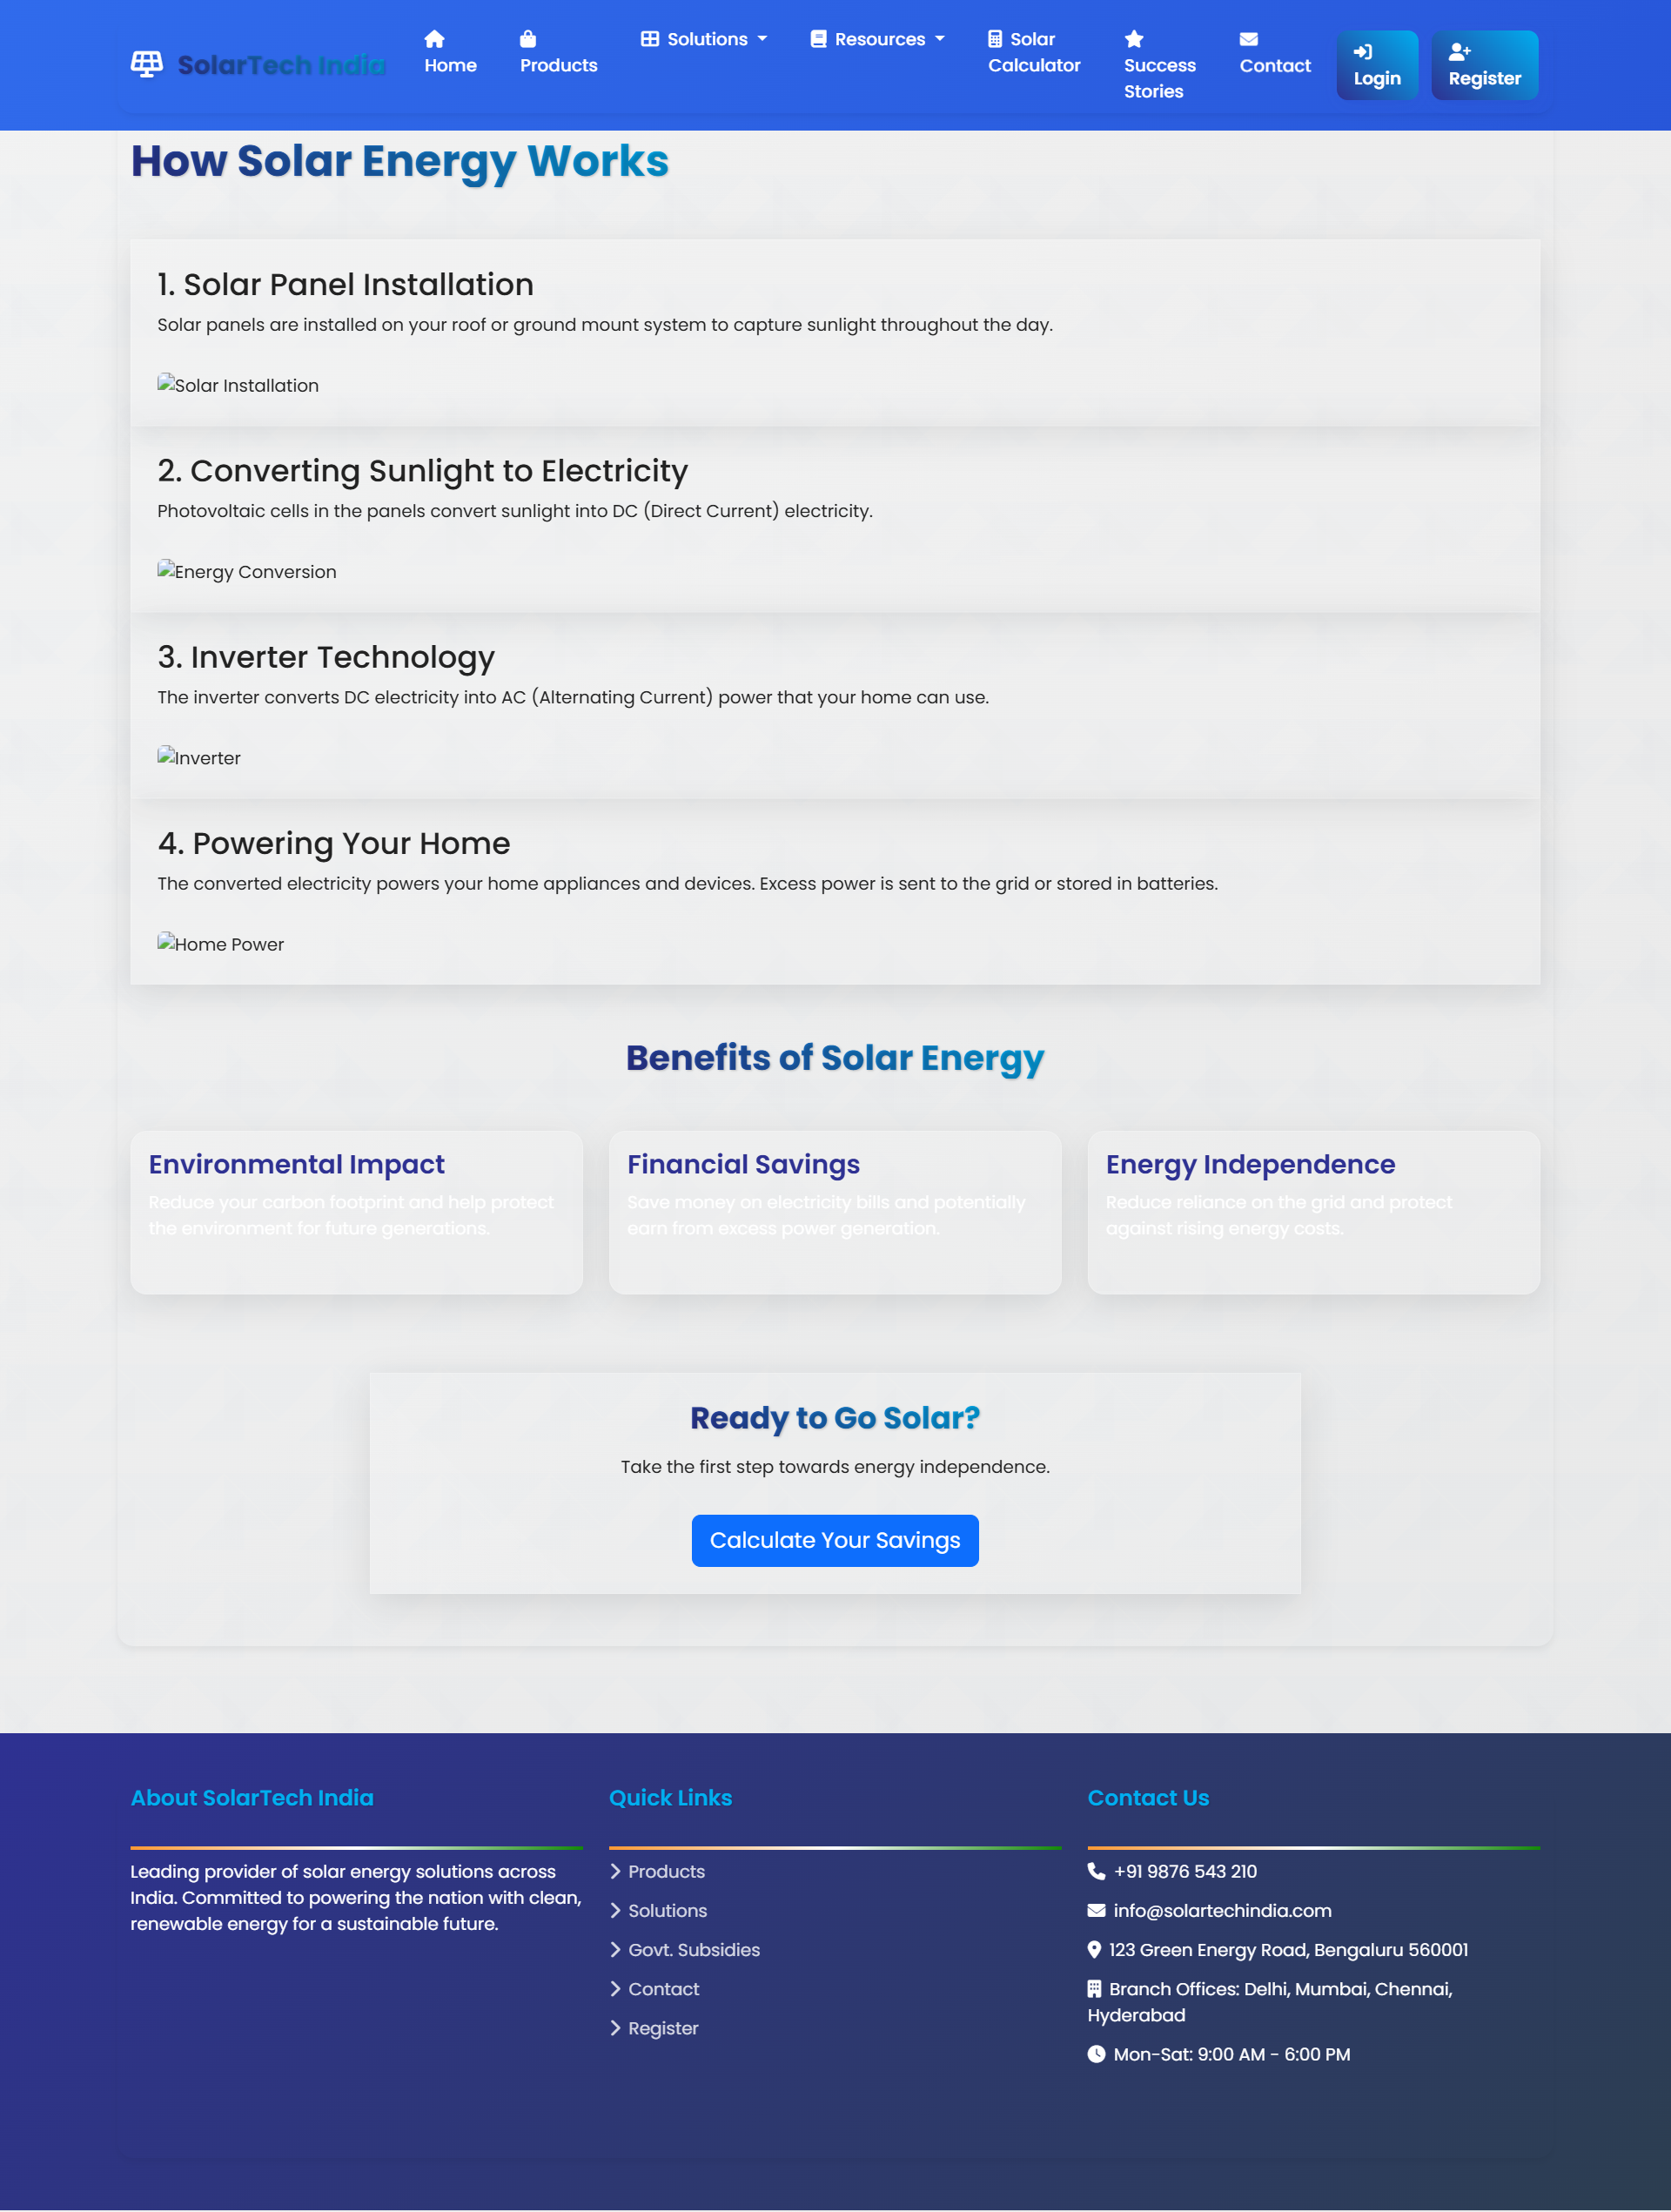 SolarTech India
Home
Products
Solutions
Resources
Solar
Calculator
Success
Stories
Contact
Login
Register
How Solar Energy Works
1. Solar Panel Installation
Solar panels are installed on your roof or ground mount system to capture sunlight throughout the day.
Solar Installation
2. Converting Sunlight to Electricity
Photovoltaic cells in the panels convert sunlight into DC (Direct Current) electricity.
Energy Conversion
3. Inverter Technology
The inverter converts DC electricity into AC (Alternating Current) power that your home can use.
Inverter
4. Powering Your Home
The converted electricity powers your home appliances and devices. Excess power is sent to the grid or stored in batteries.
Home Power
Benefits of Solar Energy
Environmental Impact
Reduce your carbon footprint and help protect
the environment for future generations.
Financial Savings
Save money on electricity bills and potentially
earn from excess power generation.
Energy Independence
Reduce reliance on the grid and protect
against rising energy costs.
Ready to Go Solar?
Take the first step towards energy independence.
Calculate Your Savings
About SolarTech India
Leading provider of solar energy solutions across
India. Committed to powering the nation with clean,
renewable energy for a sustainable future.
Quick Links
Products
Solutions
Govt. Subsidies
Contact
Register
Contact Us
+91 9876 543 210
info@solartechindia.com
123 Green Energy Road, Bengaluru 560001
Branch Offices: Delhi, Mumbai, Chennai,
Hyderabad
Mon-Sat: 9:00 AM - 6:00 PM